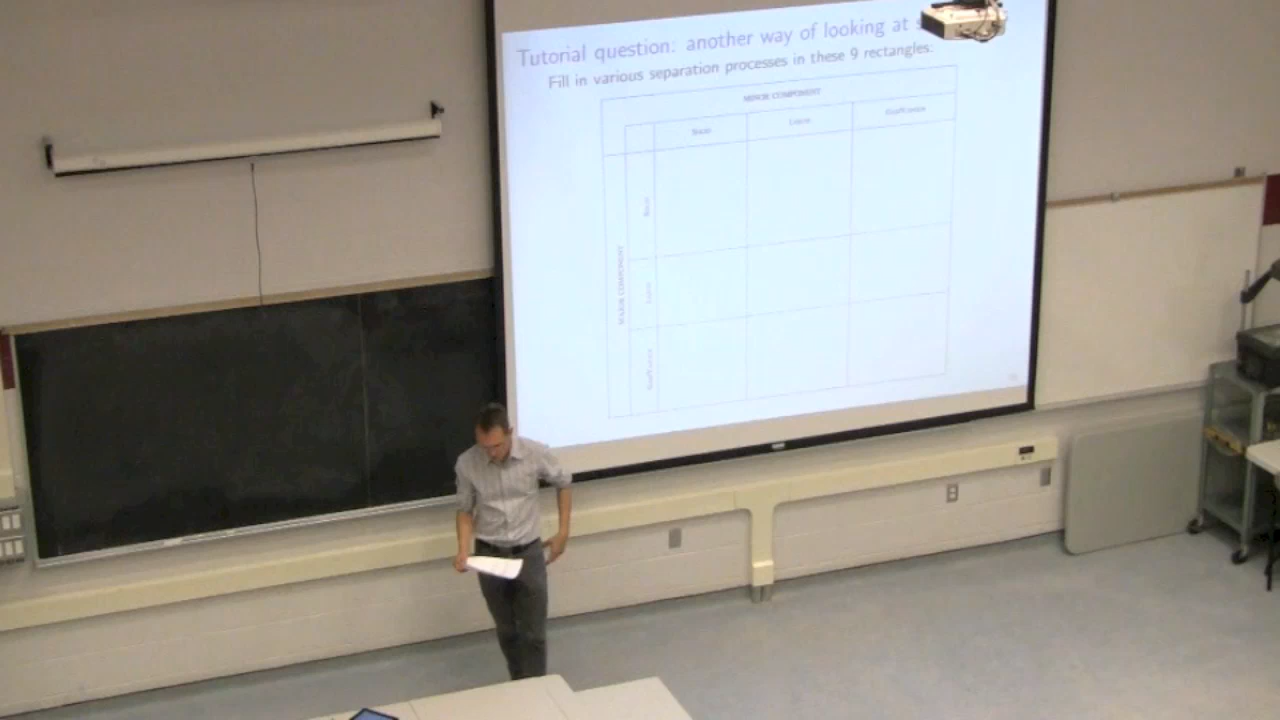 Tutorial question: another way of looking at
Fill in various separation processes in these 9 rectangles:
MINOR COMPONENT
Solid Liquid Gas/Vapour
MAJOR COMPONENT
Solid
Liquid
Gas/Vapour